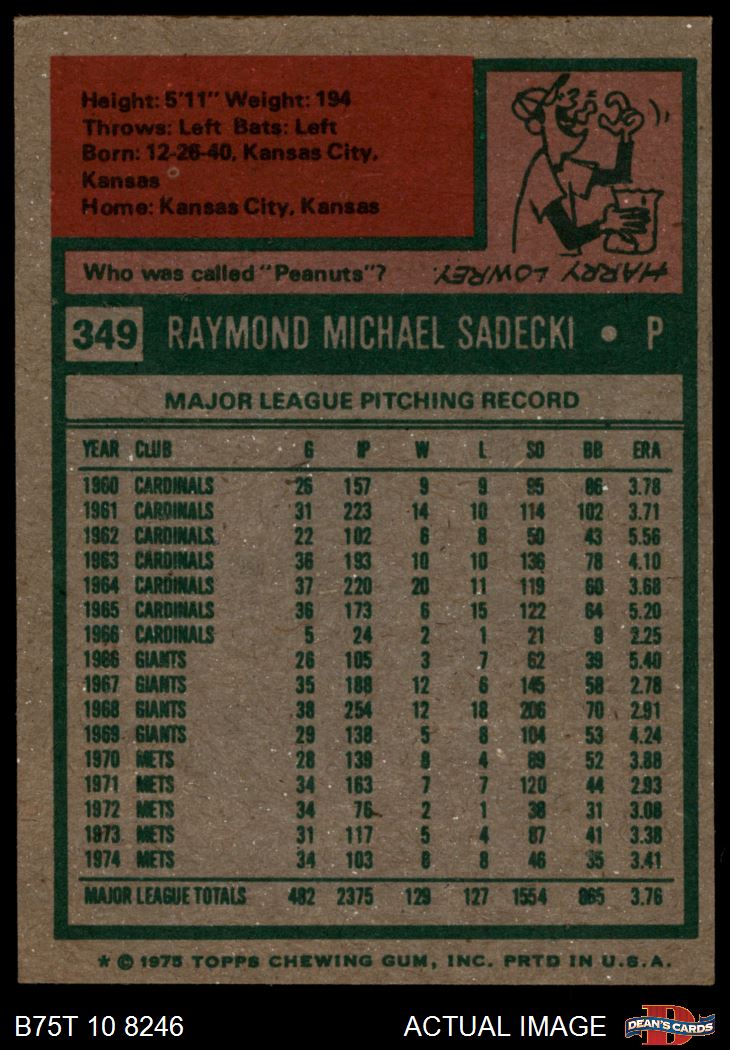 Height: 5'11" Weight: 194
Throws: Left Bats: Left
Born: 12-26-40, Kansas City,
Kansas
Home: Kansas City, Kansas
Who was called "Peanuts"?
HARRY LOWREY.
349 RAYMOND MICHAEL SADECKI • P
MAJOR LEAGUE PITCHING RECORD
YEAR CLUB G IP W L SO BB ERA
1960 CARDINALS 26 157 9 9 95 86 3.78
1961 CARDINALS 31 223 14 10 114 102 3.71
1962 CARDINALS 22 102 6 8 50 43 5.56
1963 CARDINALS 36 193 10 10 136 78 4.10
1964 CARDINALS 37 220 20 11 119 60 3.68
1965 CARDINALS 36 173 6 15 122 64 5.20
1966 CARDINALS 5 24 2 1 21 9 2.25
1966 GIANTS 26 105 3 7 62 39 5.40
1967 GIANTS 35 188 12 6 145 58 2.78
1968 GIANTS 38 254 12 18 206 70 2.91
1969 GIANTS 29 138 5 8 104 53 4.24
1970 METS 28 139 8 4 89 52 3.88
1971 METS 34 163 7 7 120 44 2.93
1972 METS 34 76 2 1 38 31 3.08
1973 METS 31 117 5 4 87 41 3.38
1974 METS 34 103 8 8 46 35 3.41
MAJOR LEAGUE TOTALS 482 2375 129 127 1554 865 3.76
* © 1975 TOPPS CHEWING GUM, INC. PRTD IN U.S.A.
B75T 10 8246 ACTUAL IMAGE
D
DEAN'S CARDS